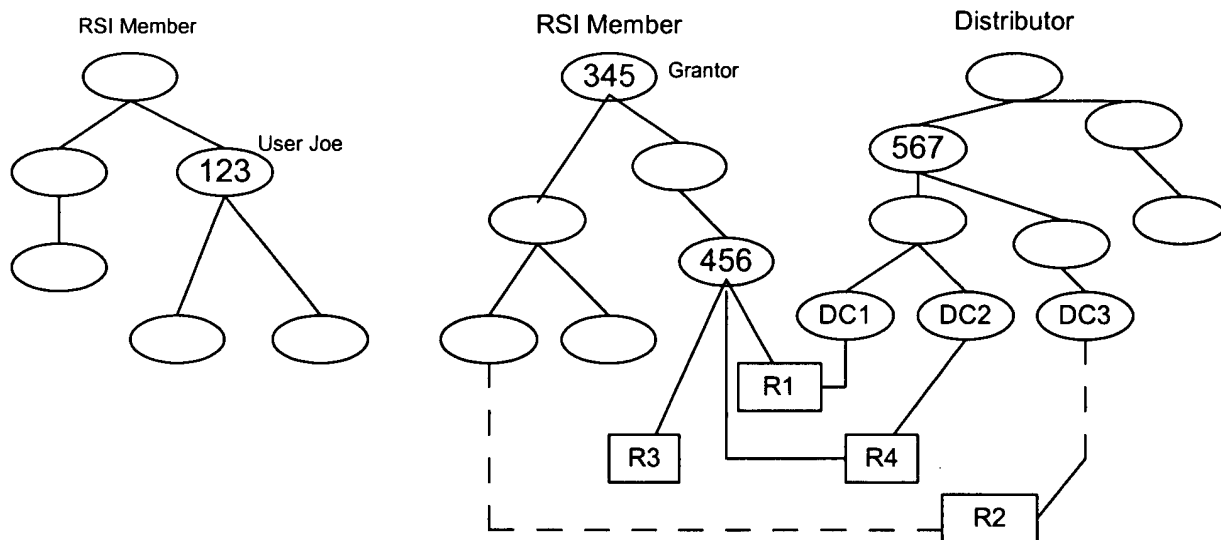 RSI Member
RSI Member
Distributor
345
Grantor
User Joe
123
567
456
DC1
DC2
DC3
R1
R3
R4
R2